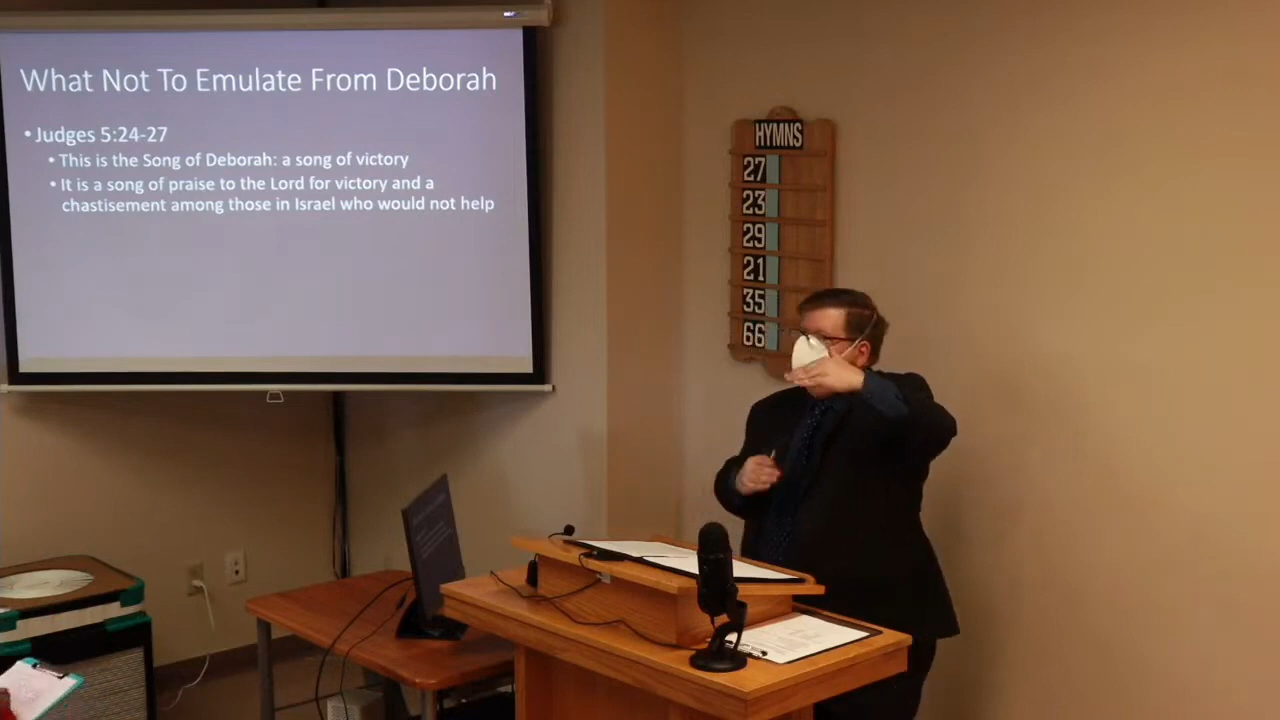 What Not To Emulate From Deborah
• Judges 5:24-27
• This is the Song of Deborah: a song of victory
• It is a song of praise to the Lord for victory and a
chastisement among those in Israel who would not help
HYMNS
27
23
29
21
35
66